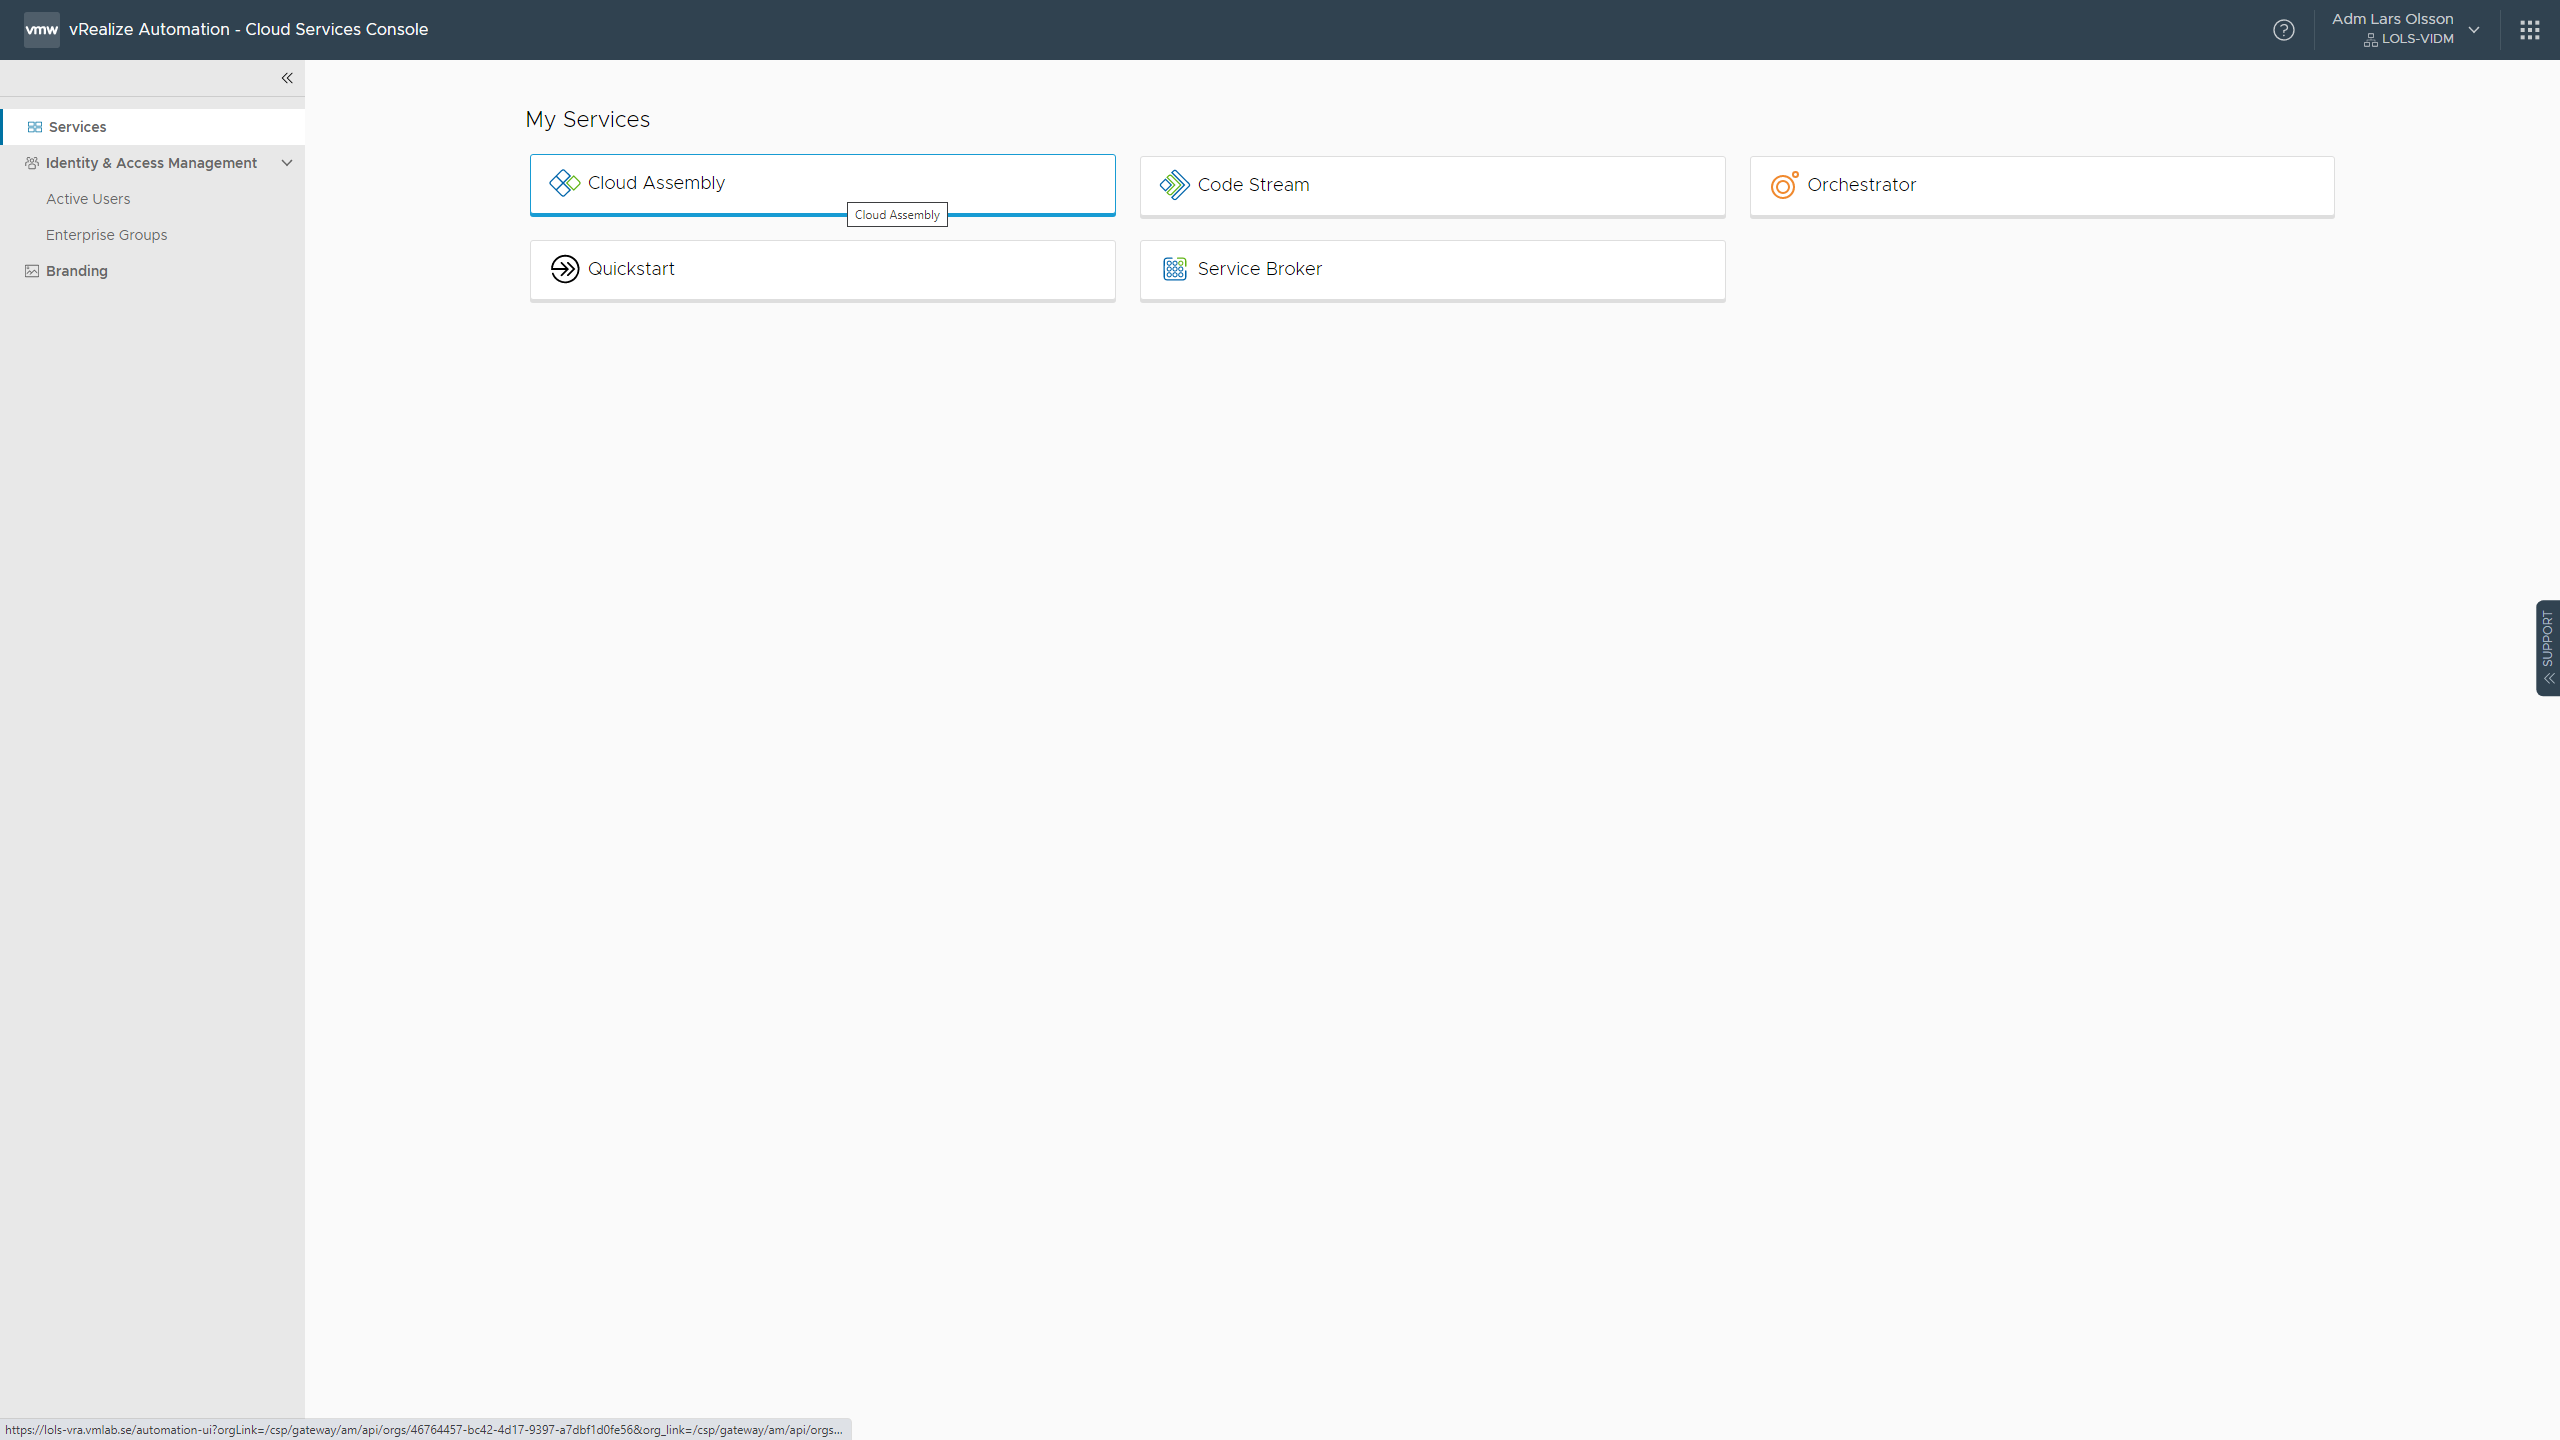 vmw vRealize Automation - Cloud Services Console
Adm Lars Olsson
LOLS-VIDM
Services
Identity & Access Management
Active Users
Enterprise Groups
Branding
My Services
Cloud Assembly
Code Stream
Orchestrator
Cloud Assembly
Quickstart
Service Broker
SUPPORT
https://lols-vra.vmlab.se/automation-ui?orgLink=/csp/gateway/am/api/orgs/46764457-bc42-4d17-9397-a7dbf1d0fe56&org_link=/csp/gateway/am/api/orgs...